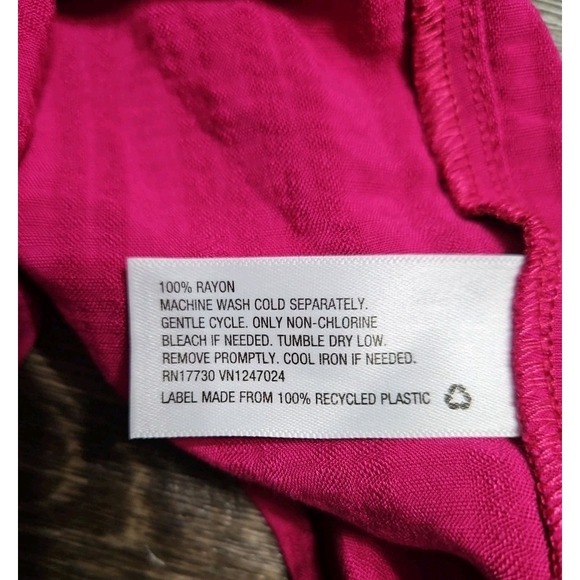 100% RAYON
MACHINE WASH COLD SEPARATELY.
GENTLE CYCLE. ONLY NON-CHLORINE
BLEACH IF NEEDED. TUMBLE DRY LOW.
REMOVE PROMPTLY. COOL IRON IF NEEDED.
RN17730 VN1247024
LABEL MADE FROM 100% RECYCLED PLASTIC